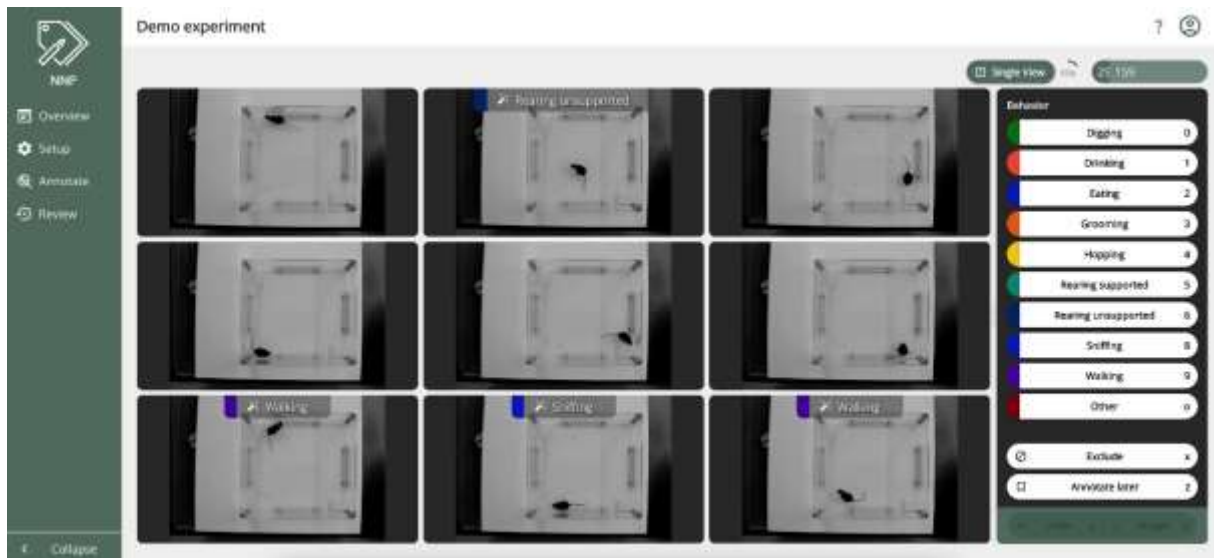 Demo experiment
?
NNF
Single View
Overview
Setup
Annotate
Review
Collapse
Rearing unsupported
Walking
Sniffing
Walking
Behavior
Digging 0
Drinking 1
Eating 2
Grooming 3
Hopping 4
Rearing supported 5
Rearing unsupported 6
Sniffing 8
Walking 9
Other o
Exclude x
Annotate later z